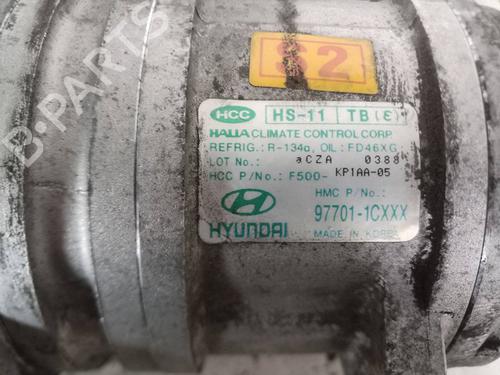 S2
HCC HS-11 TB(E)
HALLA CLIMATE CONTROL CORP.
REFRIG.: R-134a, OIL: FD46XG
LOT No.: aCZA 0388
HCC P/No.: F500- KP1AA-05
HMC P/No.:
97701-1CXXX
HYUNDAI
MADE IN KOREA
B-PARTS